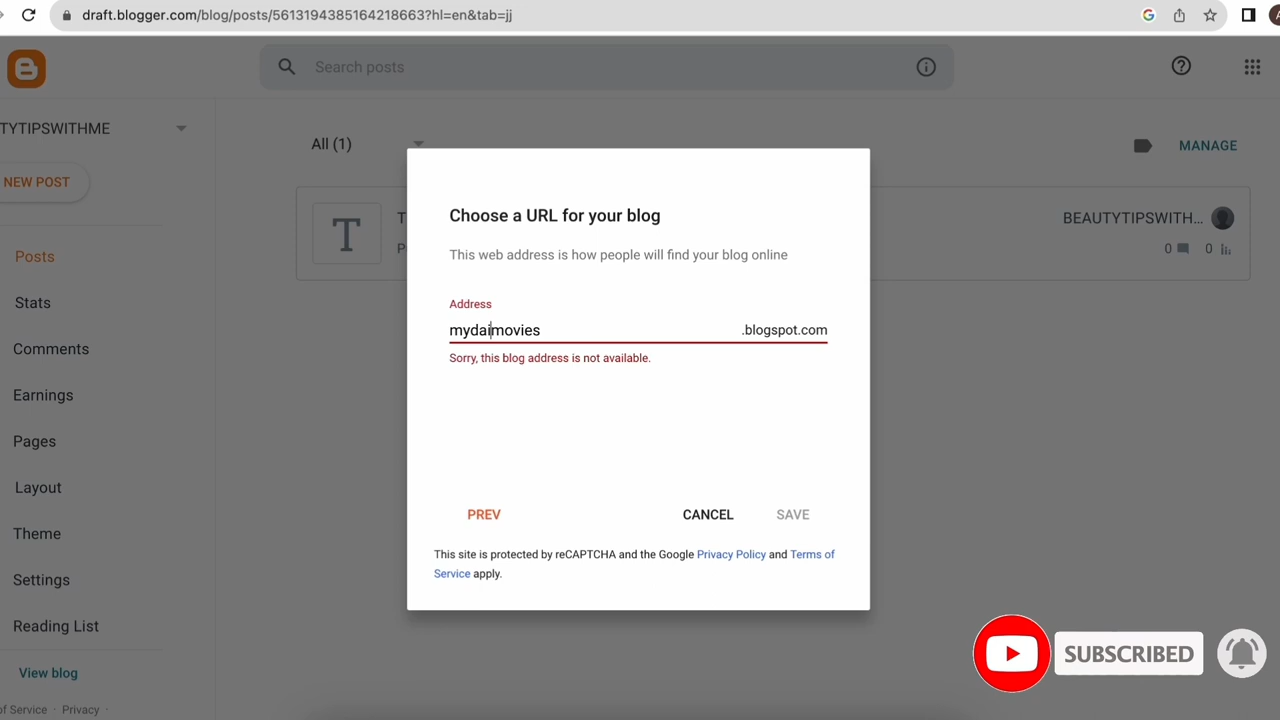 draft.blogger.com/blog/posts/5613194385164218663?hl=en&tab=jj
Search posts
TYTIPSWITHME
All (1)
MANAGE
NEW POST
T
BEAUTYTIPSWITH...
0 0
Choose a URL for your blog
This web address is how people will find your blog online
Address
mydaimovies .blogspot.com
Sorry, this blog address is not available.
PREV CANCEL SAVE
This site is protected by reCAPTCHA and the Google Privacy Policy and Terms of
Service apply.
Posts
Stats
Comments
Earnings
Pages
Layout
Theme
Settings
Reading List
View blog
of Service · Privacy ·
SUBSCRIBED